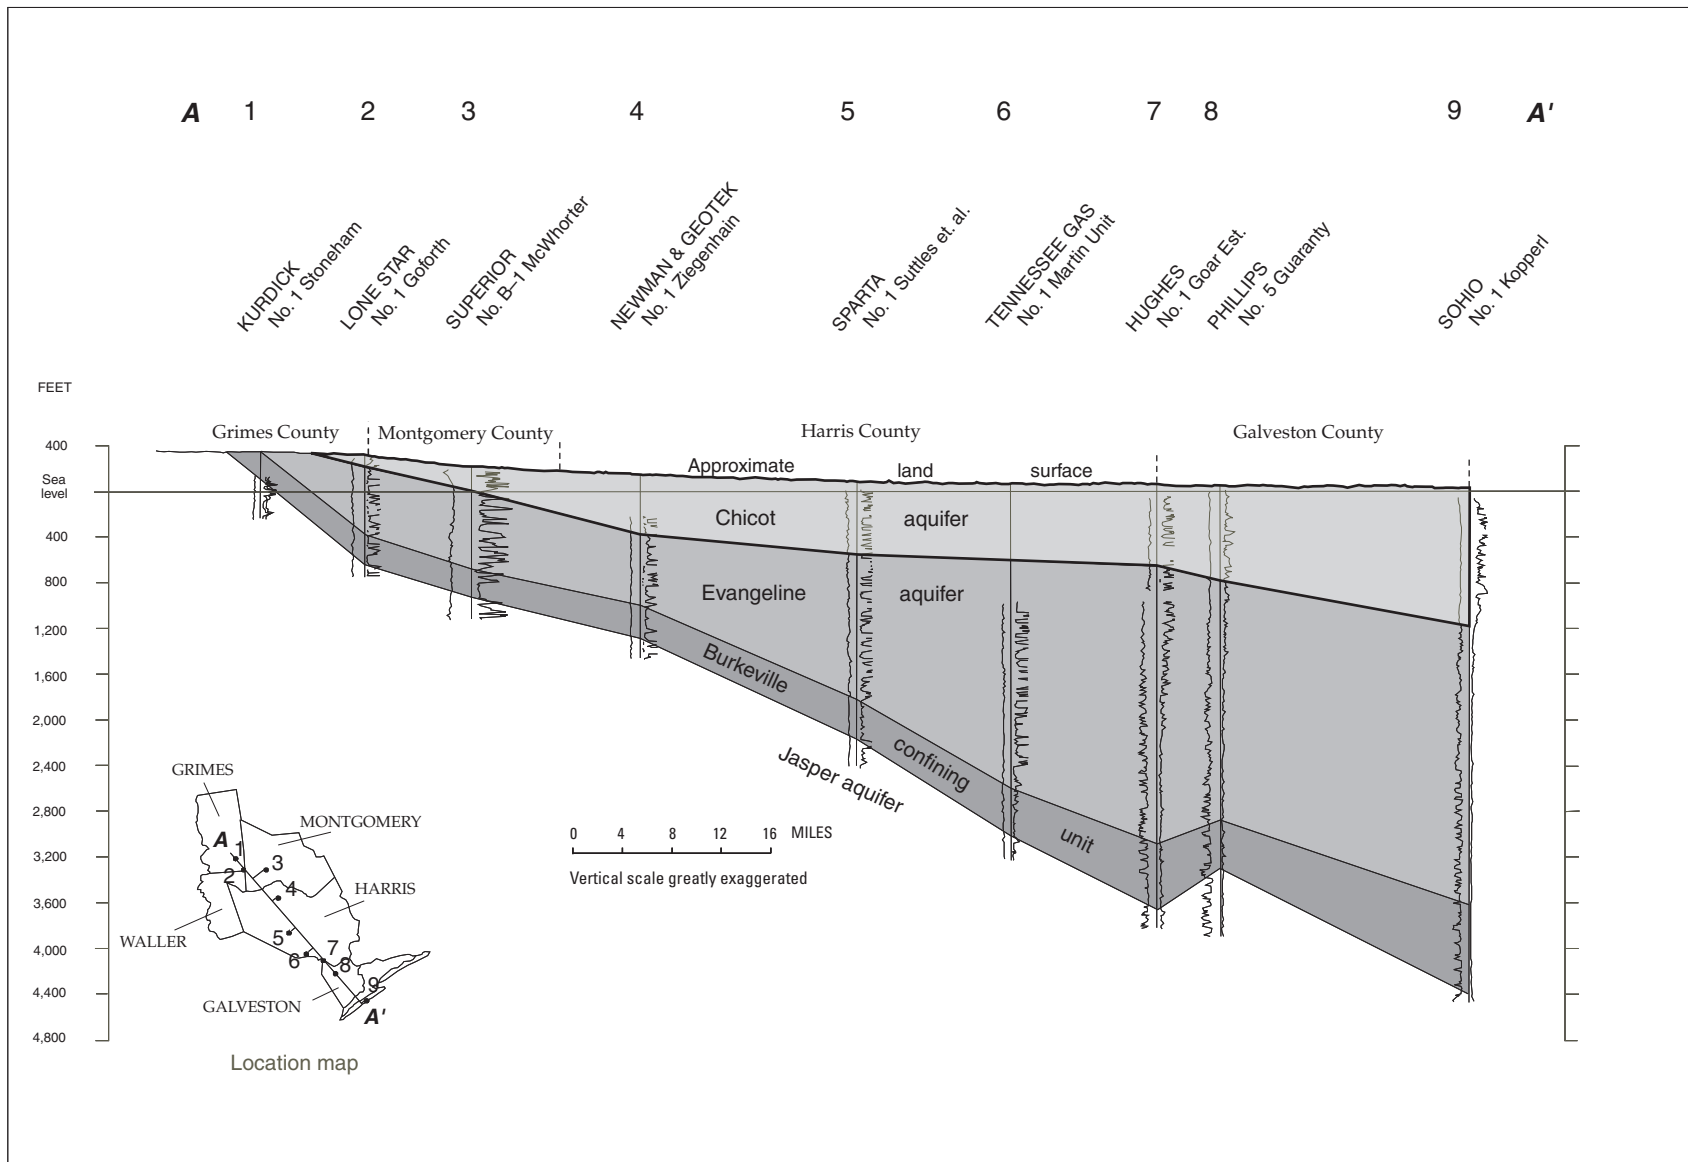 A 1 2 3 4 5 6 7 8 9 A'
KURDICK
No. 1 Stoneham
LONE STAR
No. 1 Goforth
SUPERIOR
No. B–1 McWhorter
NEWMAN & GEOTEK
No. 1 Ziegenhain
SPARTA
No. 1 Suttles et. al.
TENNESSEE GAS
No. 1 Martin Unit
HUGHES
No. 1 Goar Est.
PHILLIPS
No. 5 Guaranty
SOHIO
No. 1 Kopperl
FEET
Grimes County
Montgomery County
Harris County
Galveston County
400
Sea
level
400
800
1,200
1,600
2,000
2,400
2,800
3,200
3,600
4,000
4,400
4,800
Approximate land surface
Chicot aquifer
Evangeline aquifer
Burkeville confining unit
Jasper aquifer
0 4 8 12 16 MILES
Vertical scale greatly exaggerated
GRIMES
MONTGOMERY
A
1
2
3
4
HARRIS
WALLER
5
6
7
8
9
GALVESTON
A'
Location map